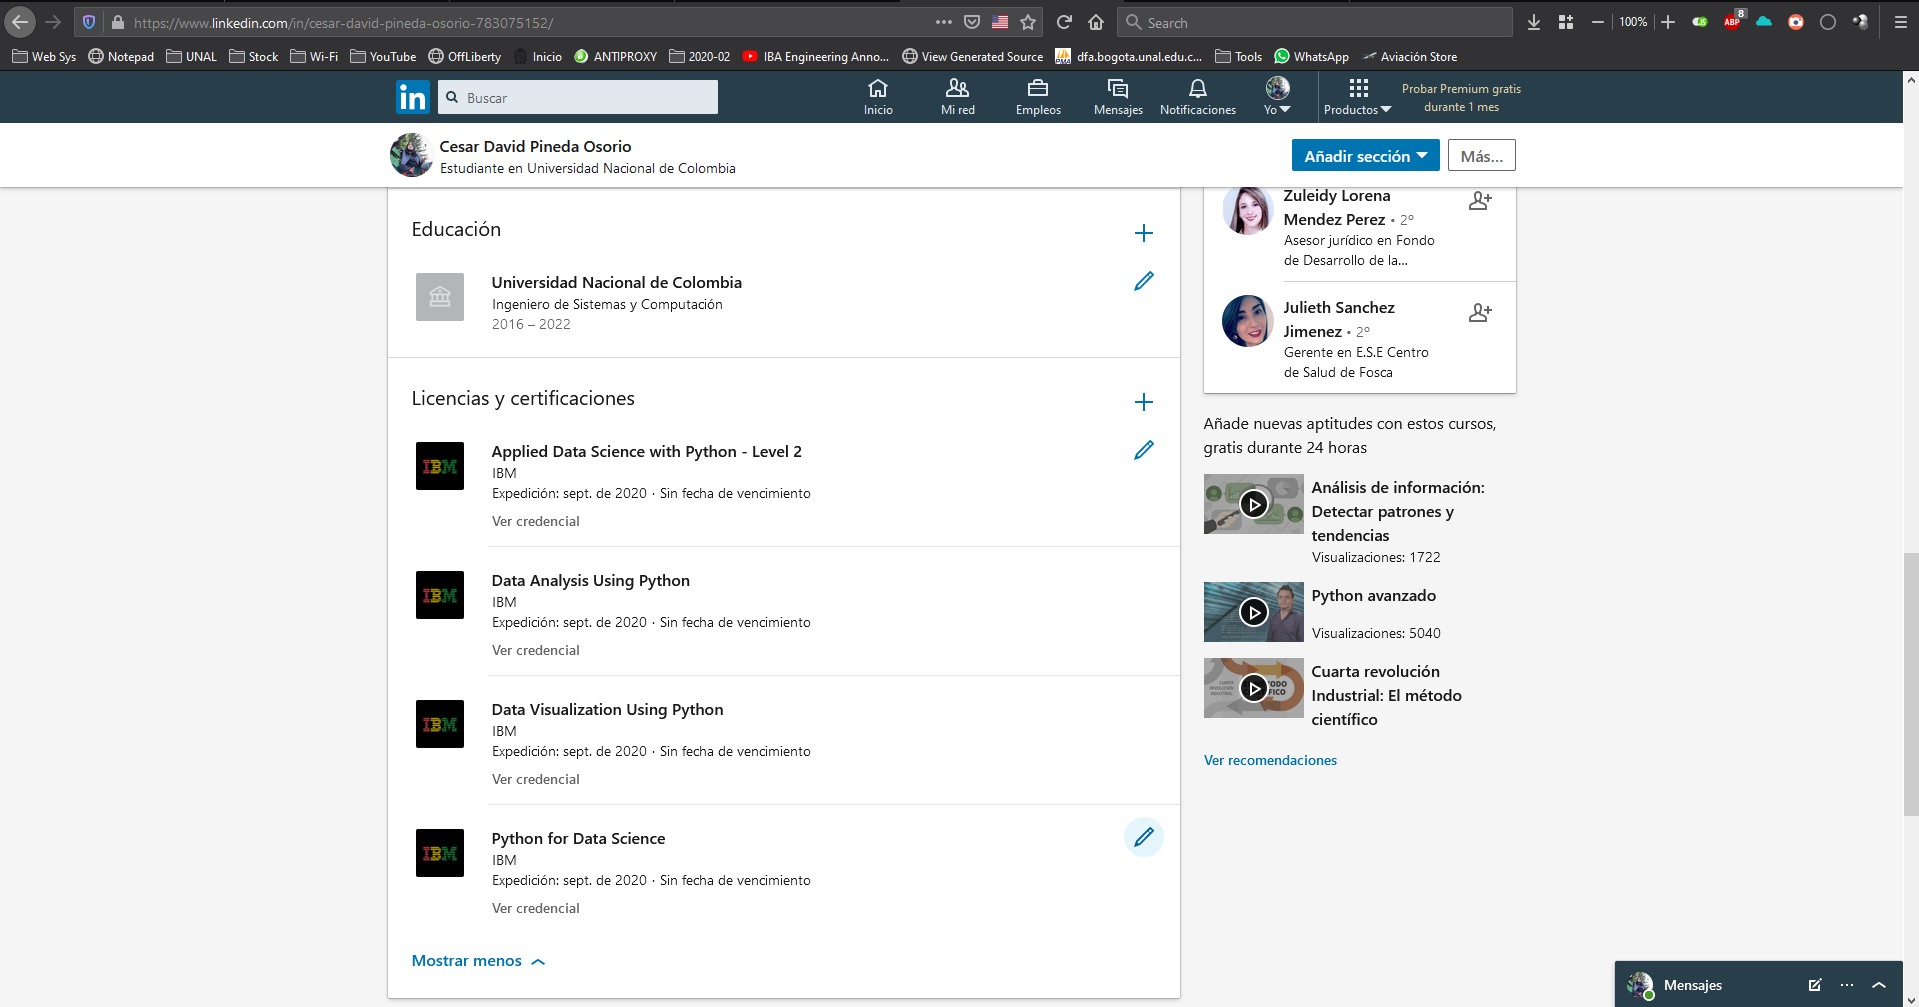 https://www.linkedin.com/in/cesar-david-pineda-osorio-783075152/
Search
100%
8
ABP
Web Sys
Notepad
UNAL
Stock
Wi-Fi
YouTube
OffLiberty
Inicio
ANTIPROXY
2020-02
IBA Engineering Anno...
View Generated Source
dfa.bogota.unal.edu.c...
Tools
WhatsApp
Aviación Store
in
Buscar
Inicio
Mi red
Empleos
Mensajes
Notificaciones
Yo
Productos
Probar Premium gratis
durante 1 mes
Cesar David Pineda Osorio
Estudiante en Universidad Nacional de Colombia
Añadir sección
Más...
Educación
Universidad Nacional de Colombia
Ingeniero de Sistemas y Computación
2016 – 2022
Licencias y certificaciones
IBM
Applied Data Science with Python - Level 2
IBM
Expedición: sept. de 2020 · Sin fecha de vencimiento
Ver credencial
IBM
Data Analysis Using Python
IBM
Expedición: sept. de 2020 · Sin fecha de vencimiento
Ver credencial
IBM
Data Visualization Using Python
IBM
Expedición: sept. de 2020 · Sin fecha de vencimiento
Ver credencial
IBM
Python for Data Science
IBM
Expedición: sept. de 2020 · Sin fecha de vencimiento
Ver credencial
Mostrar menos
Zuleidy Lorena
Mendez Perez • 2º
Asesor jurídico en Fondo
de Desarrollo de la...
Julieth Sanchez
Jimenez • 2º
Gerente en E.S.E Centro
de Salud de Fosca
Añade nuevas aptitudes con estos cursos,
gratis durante 24 horas
Análisis de información:
Detectar patrones y
tendencias
Visualizaciones: 1722
Python avanzado
Visualizaciones: 5040
Cuarta revolución
Industrial: El método
científico
Ver recomendaciones
Mensajes